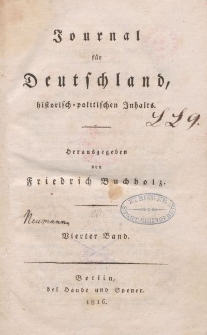 Journal
für
Deutschland,
historisch-politischen Inhalts.
LL9.
Herausgegeben
von
Friedrich Buchholz.
Neumann
Vierter Band.
Berlin,
bei Haude und Spener.
1816.